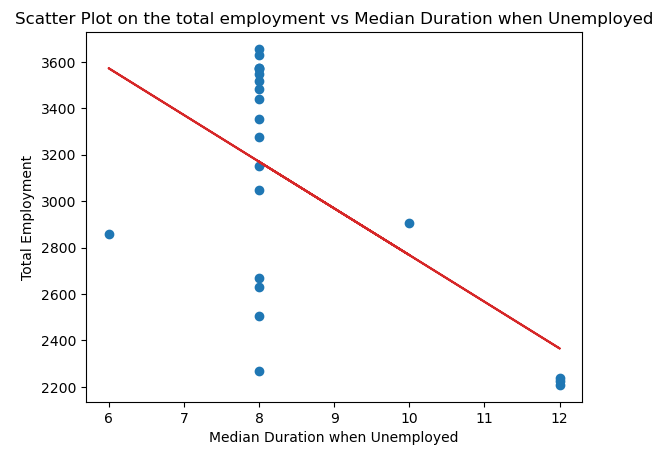 Scatter Plot on the total employment vs Median Duration when Unemployed
3600
3400
3200
3000
2800
2600
2400
2200
Total Employment
6 7 8 9 10 11 12
Median Duration when Unemployed